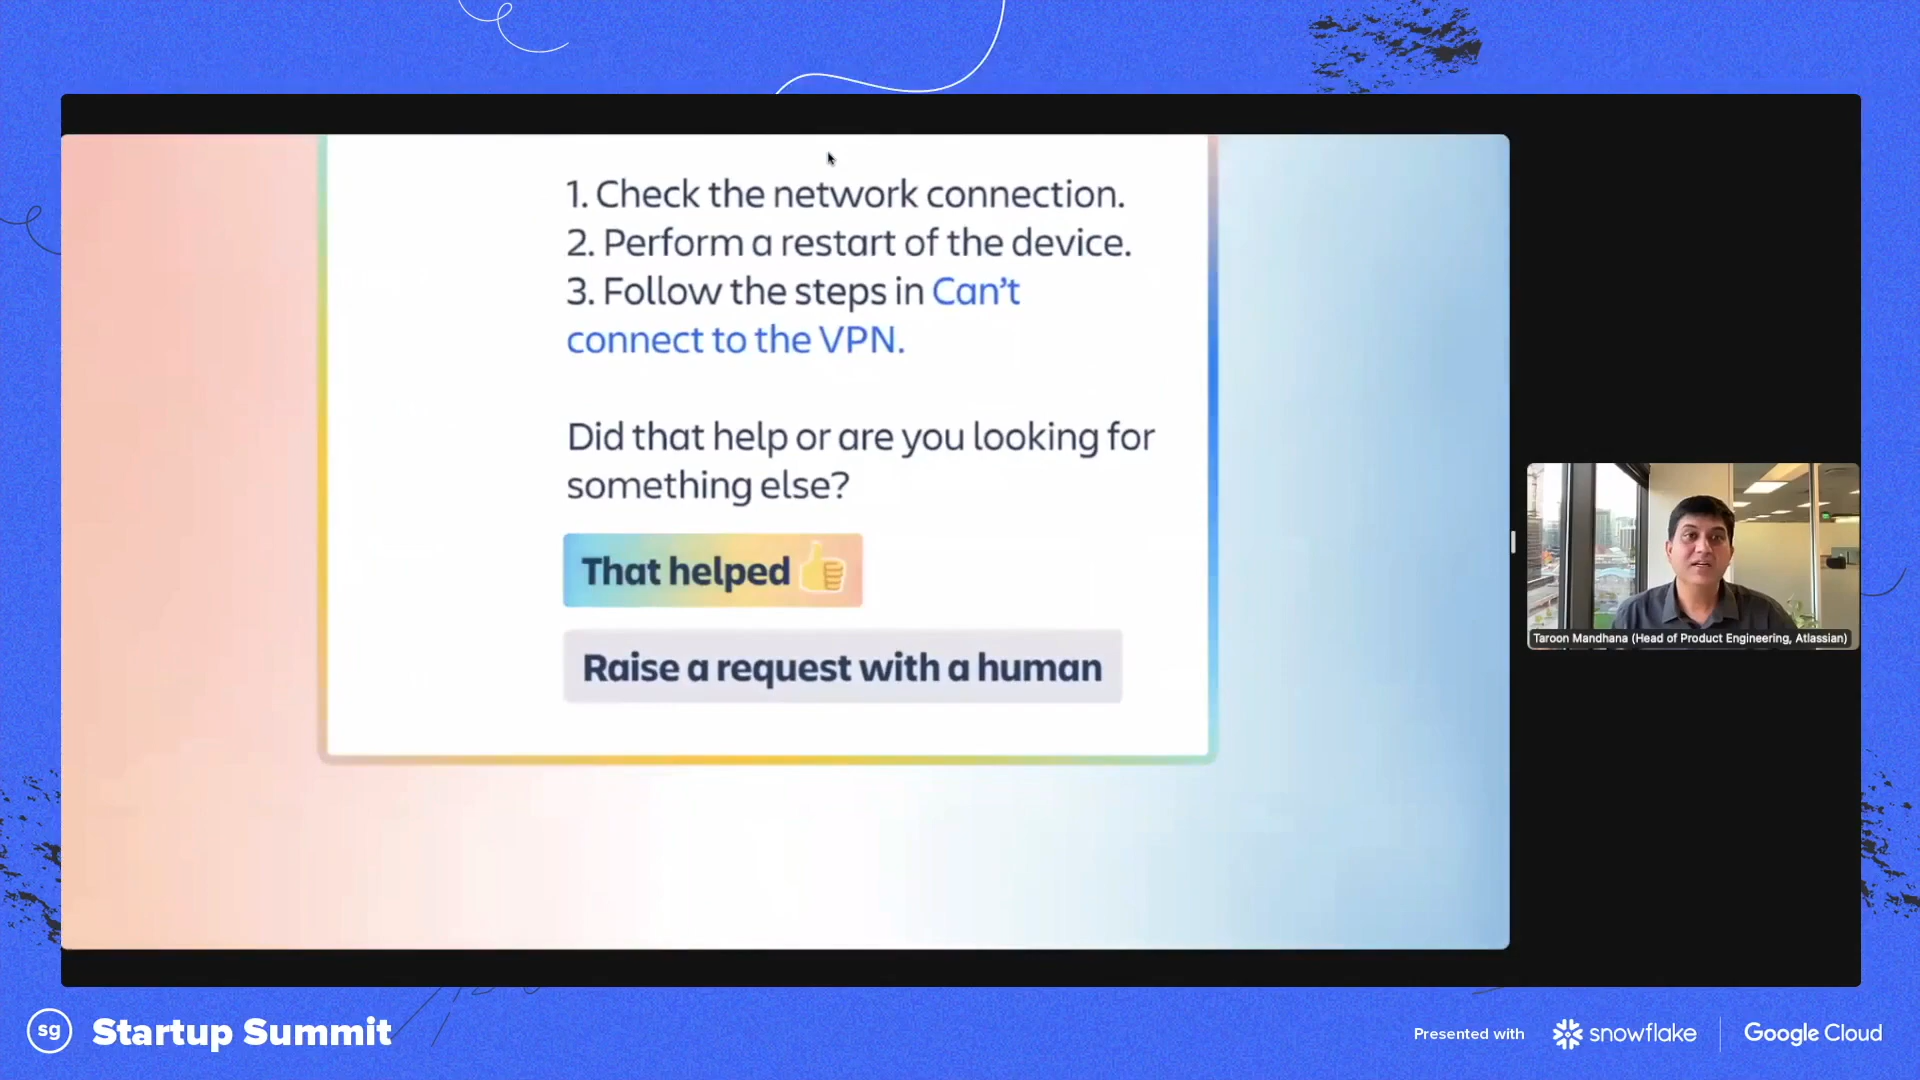 1. Check the network connection.
2. Perform a restart of the device.
3. Follow the steps in Can't
connect to the VPN.
Did that help or are you looking for
something else?
That helped
Raise a request with a human
Taroon Mandhana (Head of Product Engineering, Atlassian)
sg Startup Summit
Presented with snowflake Google Cloud